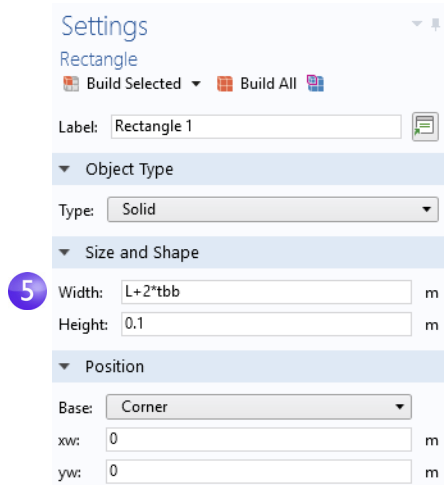 Settings
Rectangle
Build Selected Build All
Label: Rectangle 1
Object Type
Type: Solid
Size and Shape
5 Width: L+2*tbb m
Height: 0.1 m
Position
Base: Corner
xw: 0 m
yw: 0 m